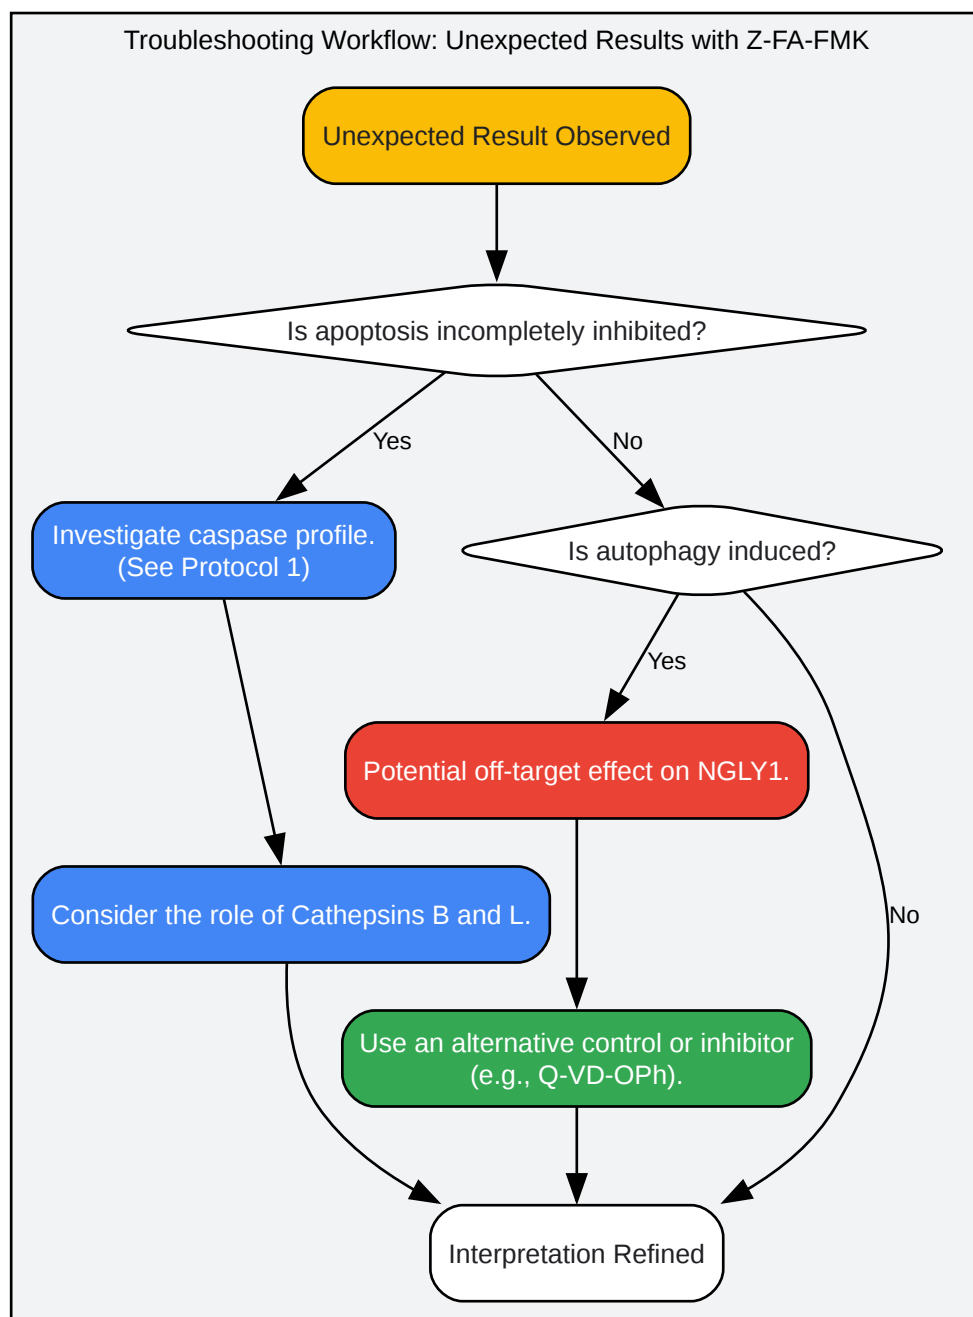 Troubleshooting Workflow: Unexpected Results with Z-FA-FMK
Unexpected Result Observed
Is apoptosis incompletely inhibited?
Yes
No
Investigate caspase profile.
(See Protocol 1)
Is autophagy induced?
Yes
Potential off-target effect on NGLY1.
Consider the role of Cathepsins B and L.
No
Use an alternative control or inhibitor
(e.g., Q-VD-OPh).
Interpretation Refined